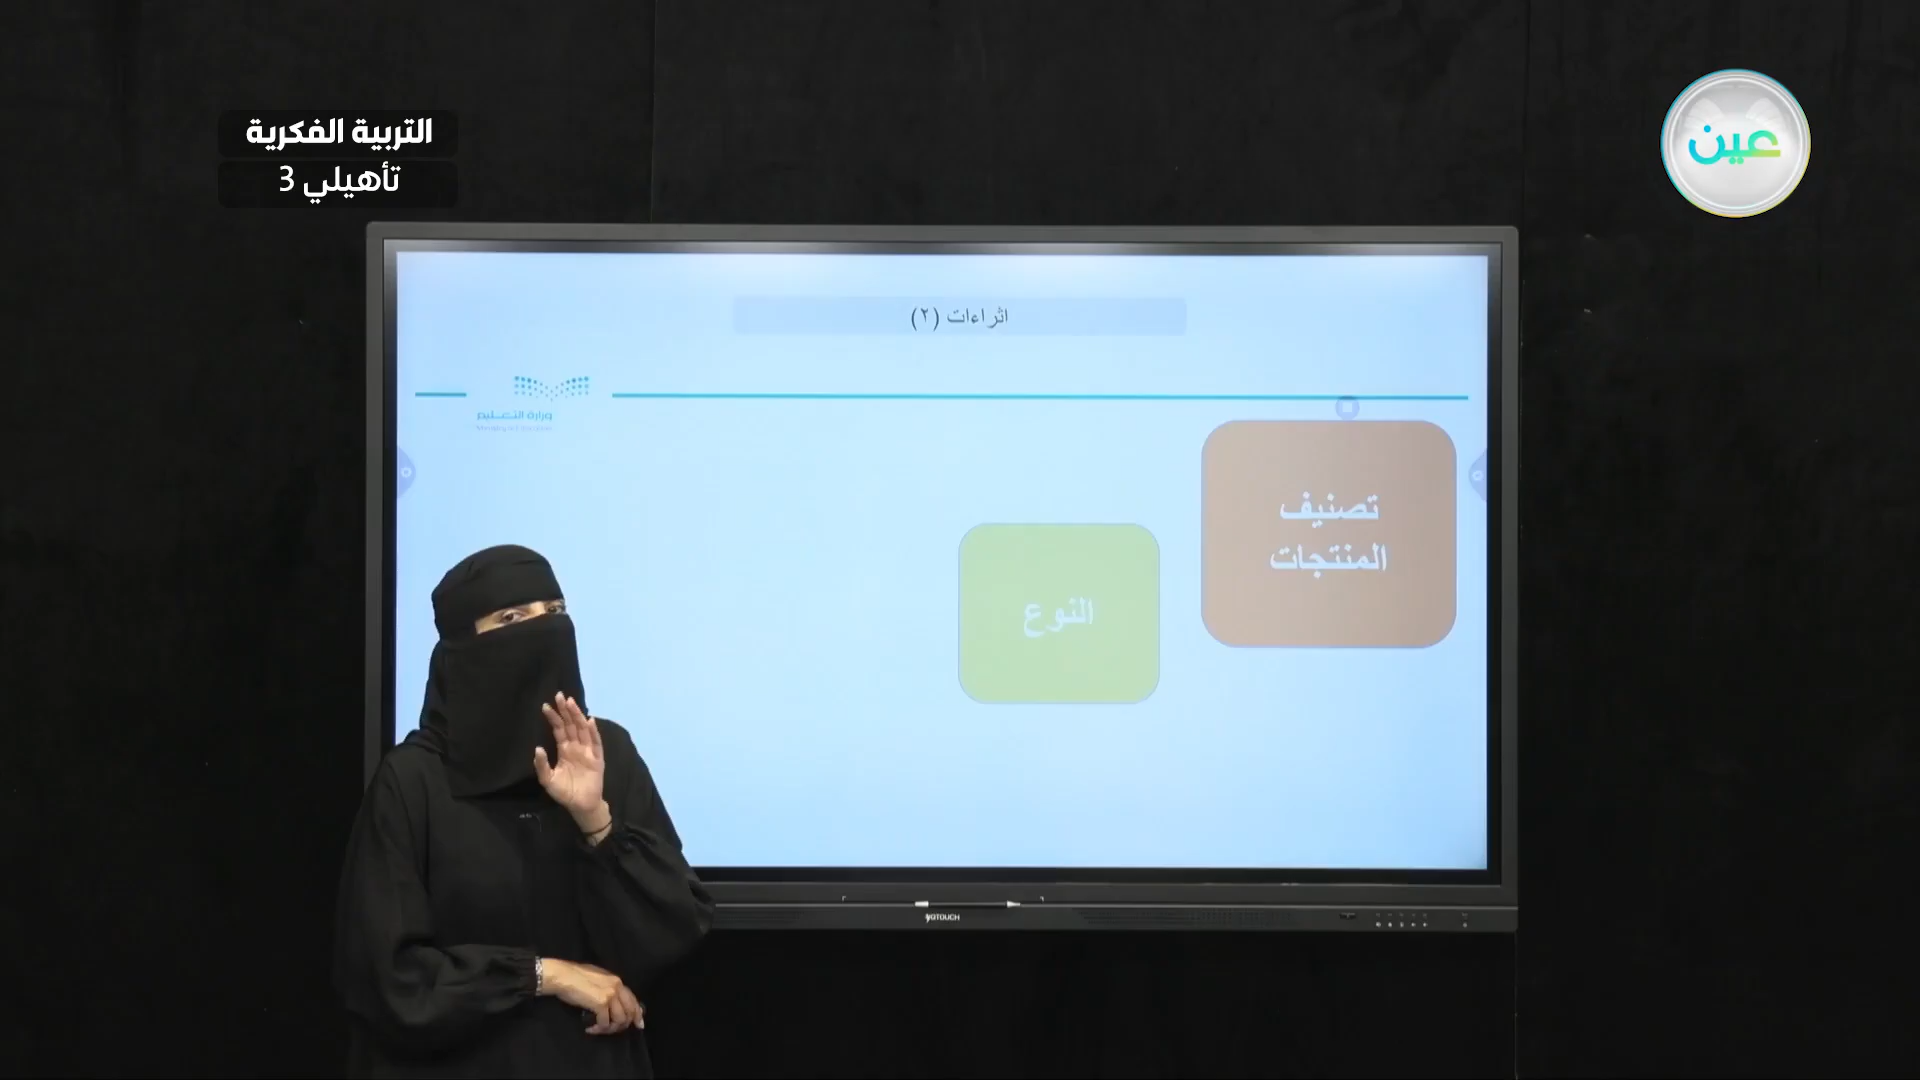 التربية الفكرية
تأهيلي 3
عين
اثراءات (٢)
وزارة التعليم
تصنيف
المنتجات
النوع